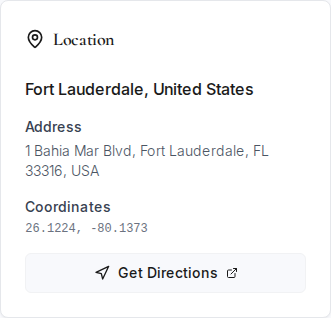 Location
Fort Lauderdale, United States
Address
1 Bahia Mar Blvd, Fort Lauderdale, FL
33316, USA
Coordinates
26.1224, -80.1373
Get Directions